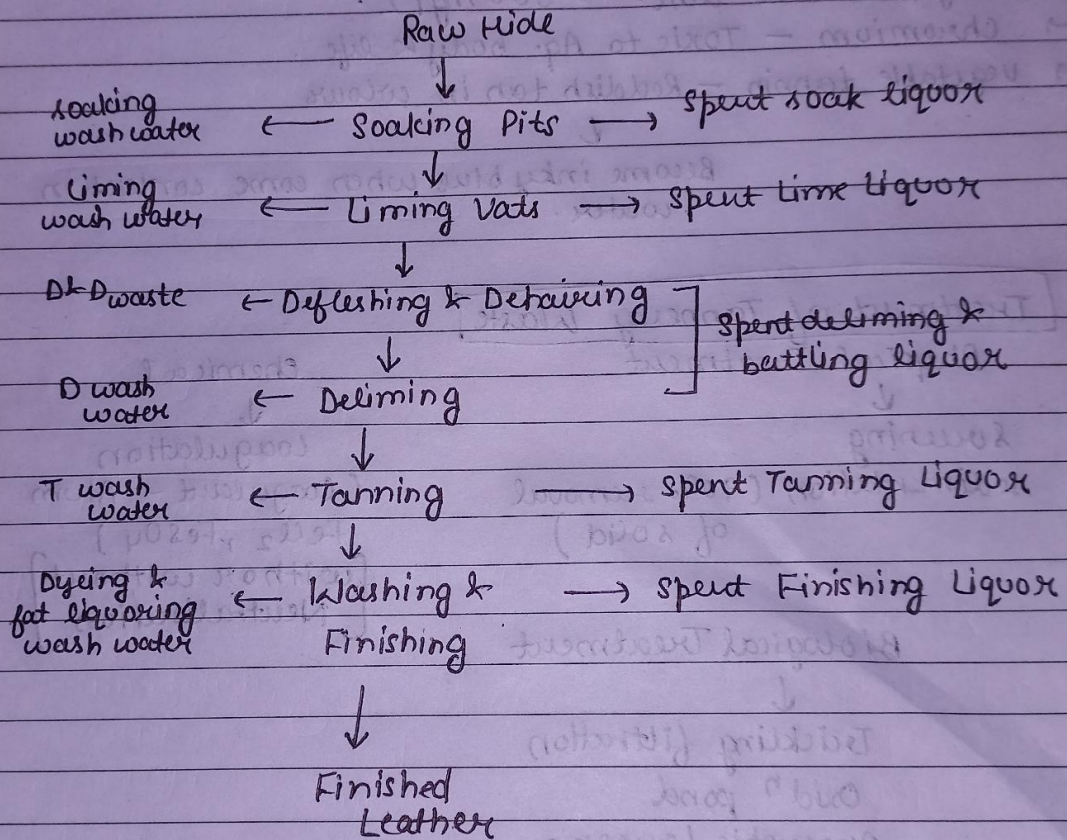 Raw Hide
↓
soaking wash water ← Soaking Pits → spent soak liquor
↓
Liming wash water ← Liming Vats → spent Lime Liquor
↓
D&D waste ← Defleshing & Dehairing
spent deliming & battling liquor
↓
D wash water ← Deliming
↓
T wash water ← Tanning → spent Tanning Liquor
↓
Dyeing & fat liquoring wash water ← Washing & Finishing → spent Finishing Liquor
↓
Finished
Leather